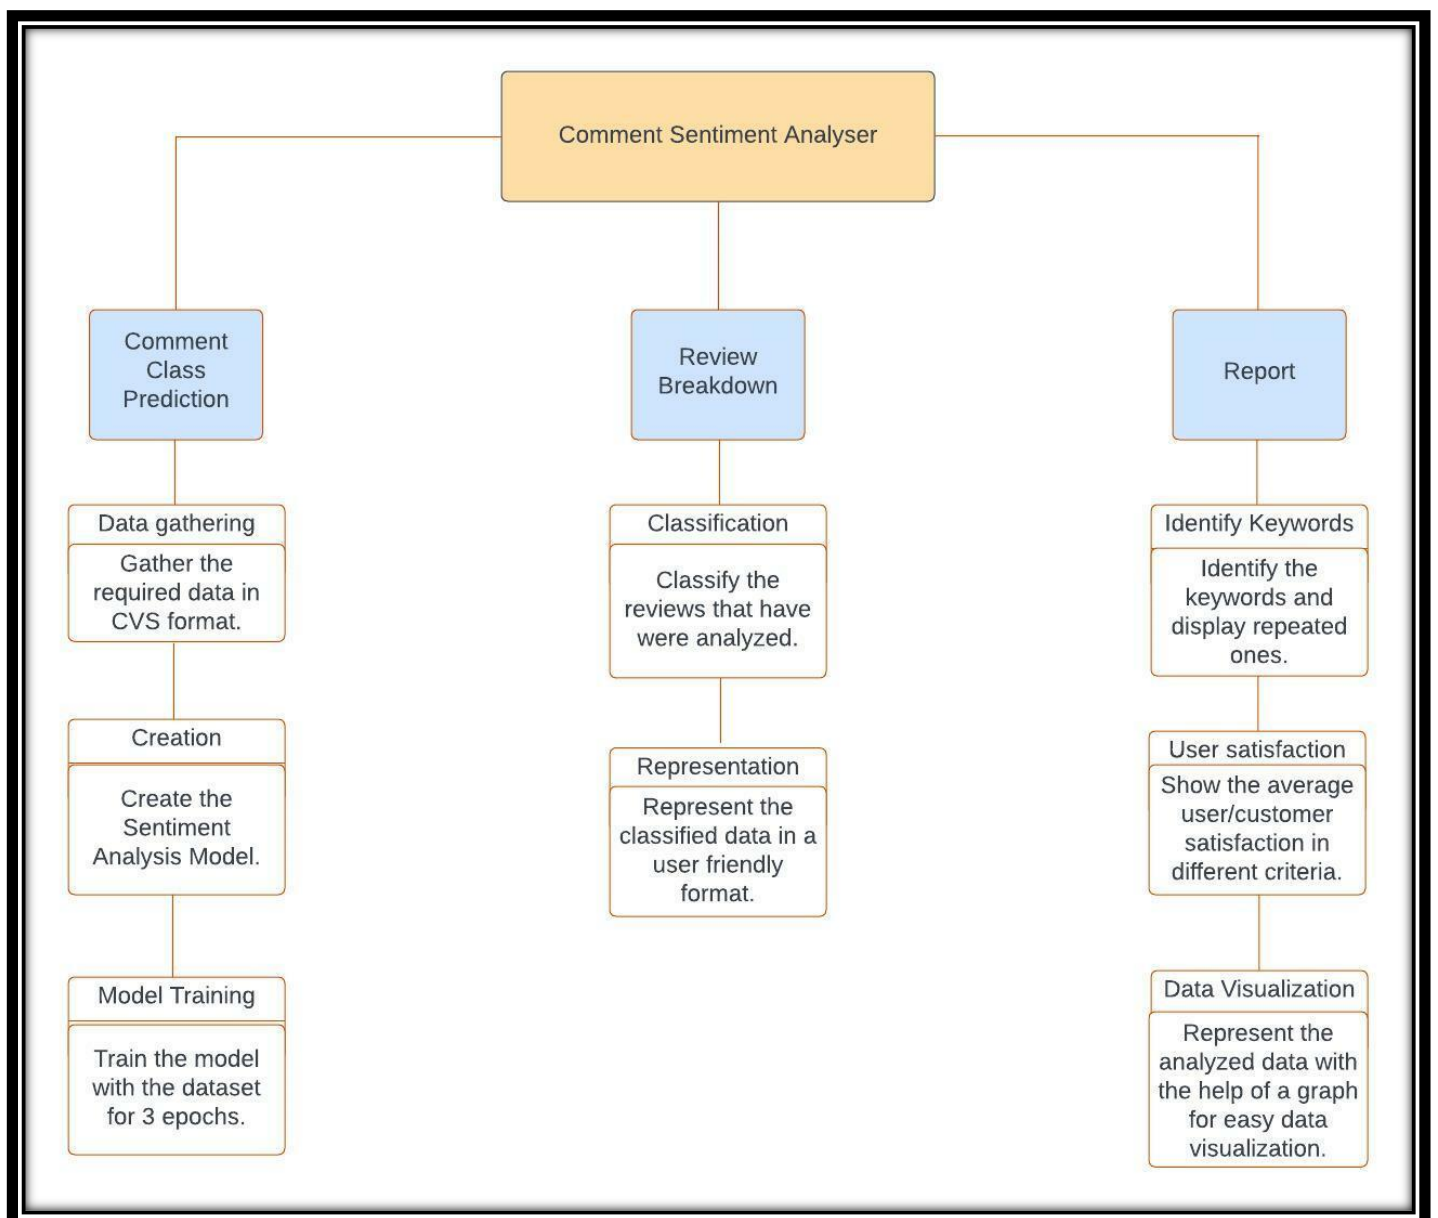 Comment Sentiment Analyser
Comment
Class
Prediction
Data gathering
Gather the
required data in
CVS format.
Creation
Create the
Sentiment
Analysis Model.
Model Training
Train the model
with the dataset
for 3 epochs.
Review
Breakdown
Classification
Classify the
reviews that have
were analyzed.
Representation
Represent the
classified data in a
user friendly
format.
Report
Identify Keywords
Identify the
keywords and
display repeated
ones.
User satisfaction
Show the average
user/customer
satisfaction in
different criteria.
Data Visualization
Represent the
analyzed data with
the help of a graph
for easy data
visualization.